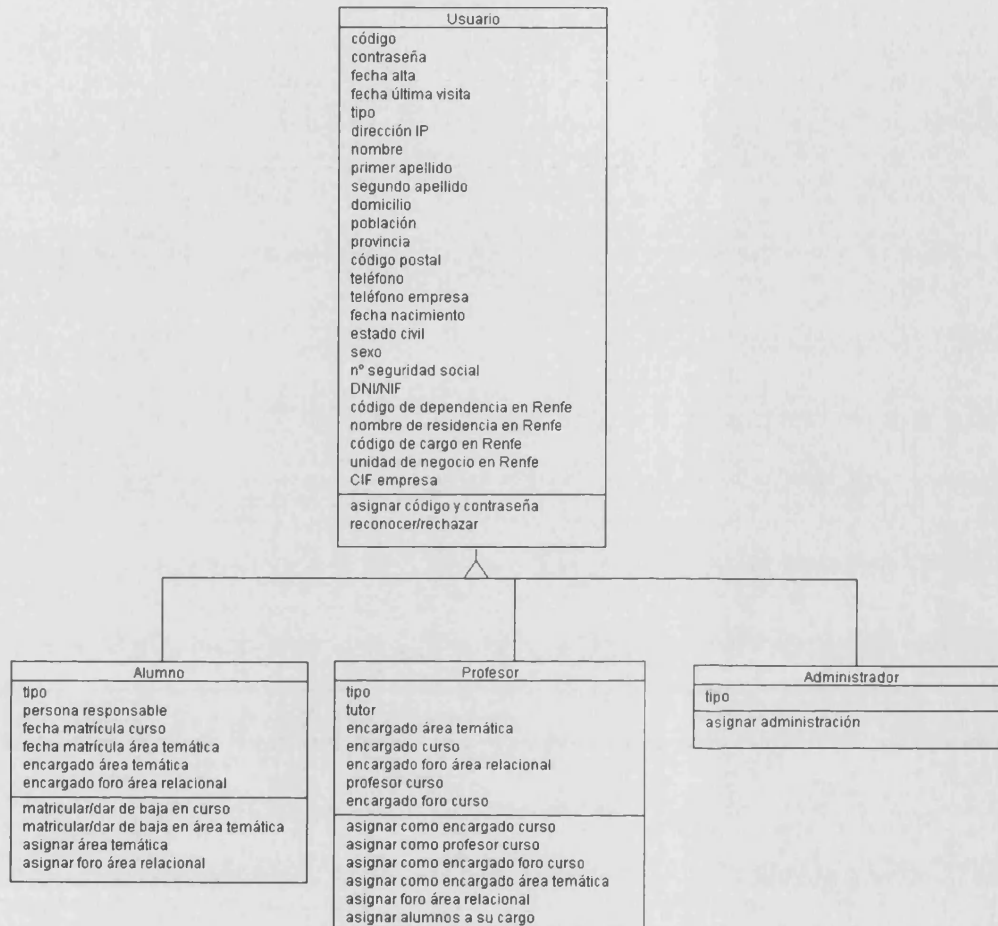 Usuario
código
contraseña
fecha alta
fecha última visita
tipo
dirección IP
nombre
primer apellido
segundo apellido
domicilio
población
provincia
código postal
teléfono
teléfono empresa
fecha nacimiento
estado civil
sexo
nº seguridad social
DNI/NIF
código de dependencia en Renfe
nombre de residencia en Renfe
código de cargo en Renfe
unidad de negocio en Renfe
CIF empresa
asignar código y contraseña
reconocer/rechazar
Alumno
tipo
persona responsable
fecha matrícula curso
fecha matrícula área temática
encargado área temática
encargado foro área relacional
matricular/dar de baja en curso
matricular/dar de baja en área temática
asignar área temática
asignar foro área relacional
Profesor
tipo
tutor
encargado área temática
encargado curso
encargado foro área relacional
profesor curso
encargado foro curso
asignar como encargado curso
asignar como profesor curso
asignar como encargado foro curso
asignar como encargado área temática
asignar foro área relacional
asignar alumnos a su cargo
Administrador
tipo
asignar administración